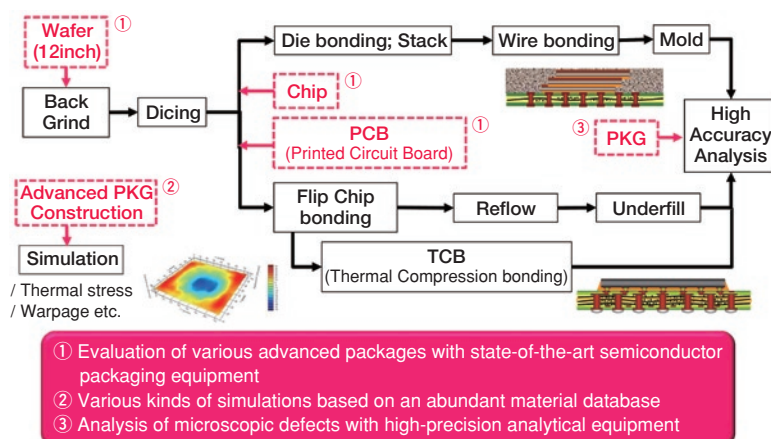 Wafer
(12inch)
①
Back
Grind
Dicing
Die bonding; Stack
Wire bonding
Mold
Chip
①
PCB
(Printed Circuit Board)
①
③
PKG
High
Accuracy
Analysis
Advanced PKG
Construction
②
Simulation
/ Thermal stress
/ Warpage etc.
Flip Chip
bonding
Reflow
Underfill
TCB
(Thermal Compression bonding)
① Evaluation of various advanced packages with state-of-the-art semiconductor
packaging equipment
② Various kinds of simulations based on an abundant material database
③ Analysis of microscopic defects with high-precision analytical equipment